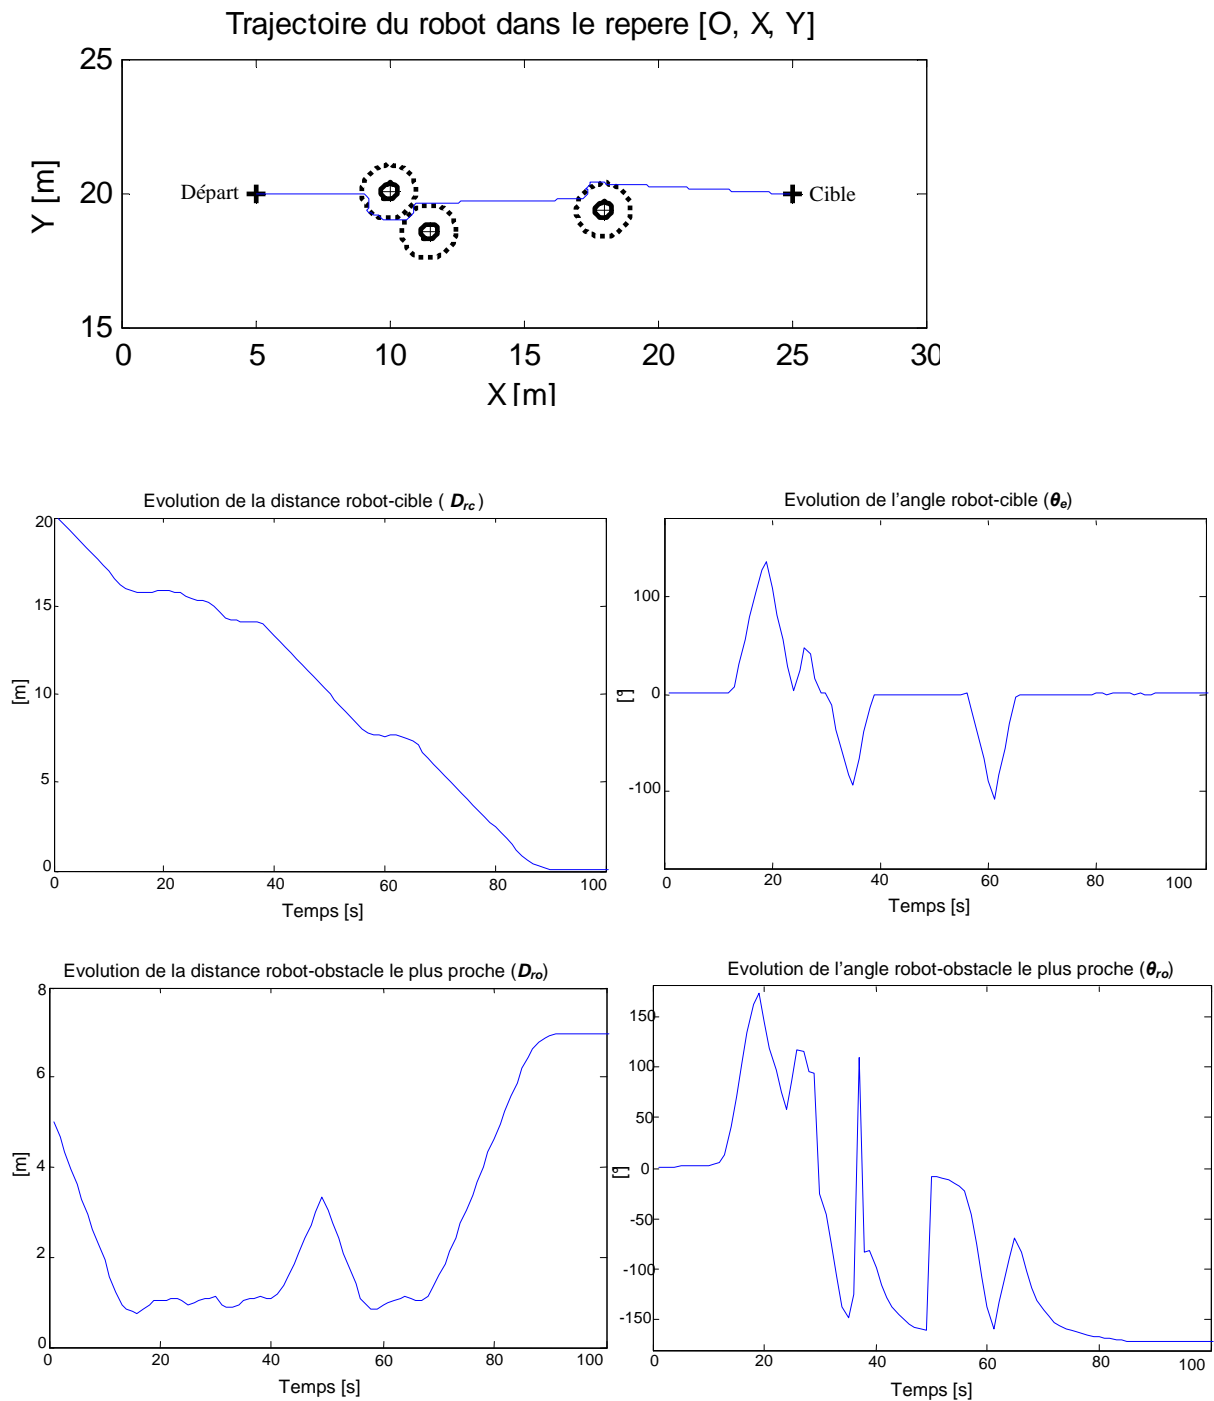 Trajectoire du robot dans le repere [O, X, Y]
25
20
15
Y [m]
Départ
Cible
0 5 10 15 20 25 30
X [m]
Evolution de la distance robot-cible ( Drc )
20
15
10
5
0
[m]
0 20 40 60 80 100
Temps [s]
Evolution de l'angle robot-cible (θe)
100
0
-100
[°]
0 20 40 60 80 100
Temps [s]
Evolution de la distance robot-obstacle le plus proche (Dro)
8
6
4
2
0
[m]
0 20 40 60 80 100
Temps [s]
Evolution de l'angle robot-obstacle le plus proche (θro)
150
100
50
0
-50
-100
-150
[°]
0 20 40 60 80 100
Temps [s]